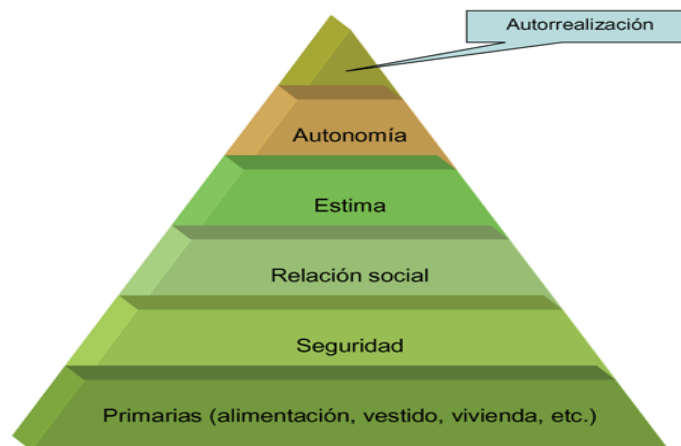 Autorrealización
Autonomía
Estima
Relación social
Seguridad
Primarias (alimentación, vestido, vivienda, etc.)